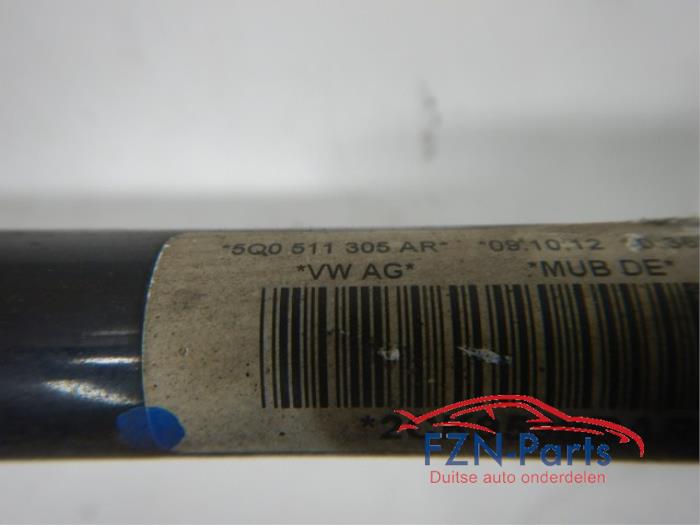 *5Q0 511 305 AR* *09.10.12
*VW AG* *MUB DE*
FZN-Parts
Duitse auto onderdelen